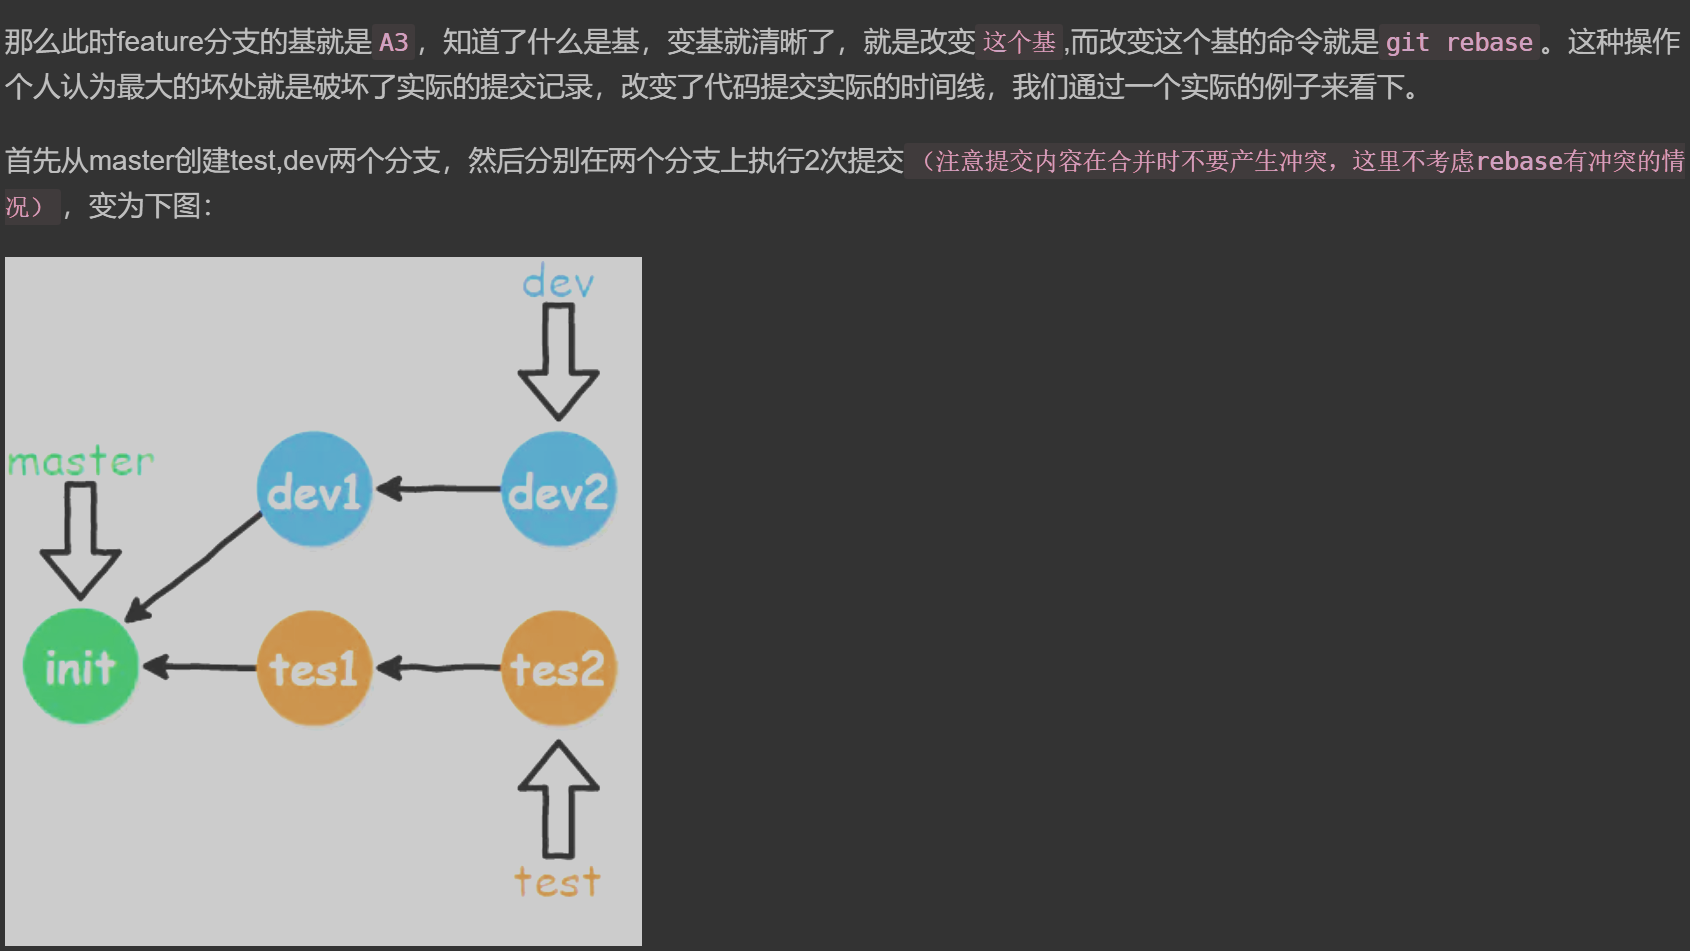 那么此时feature分支的基就是 A3 ，知道了什么是基，变基就清晰了，就是改变 这个基 ,而改变这个基的命令就是 git rebase 。这种操作
个人认为最大的坏处就是破坏了实际的提交记录，改变了代码提交实际的时间线，我们通过一个实际的例子来看下。
首先从master创建test,dev两个分支，然后分别在两个分支上执行2次提交（注意提交内容在合并时不要产生冲突，这里不考虑rebase有冲突的情
况） ，变为下图：
dev
master
dev1
dev2
init
tes1
tes2
test